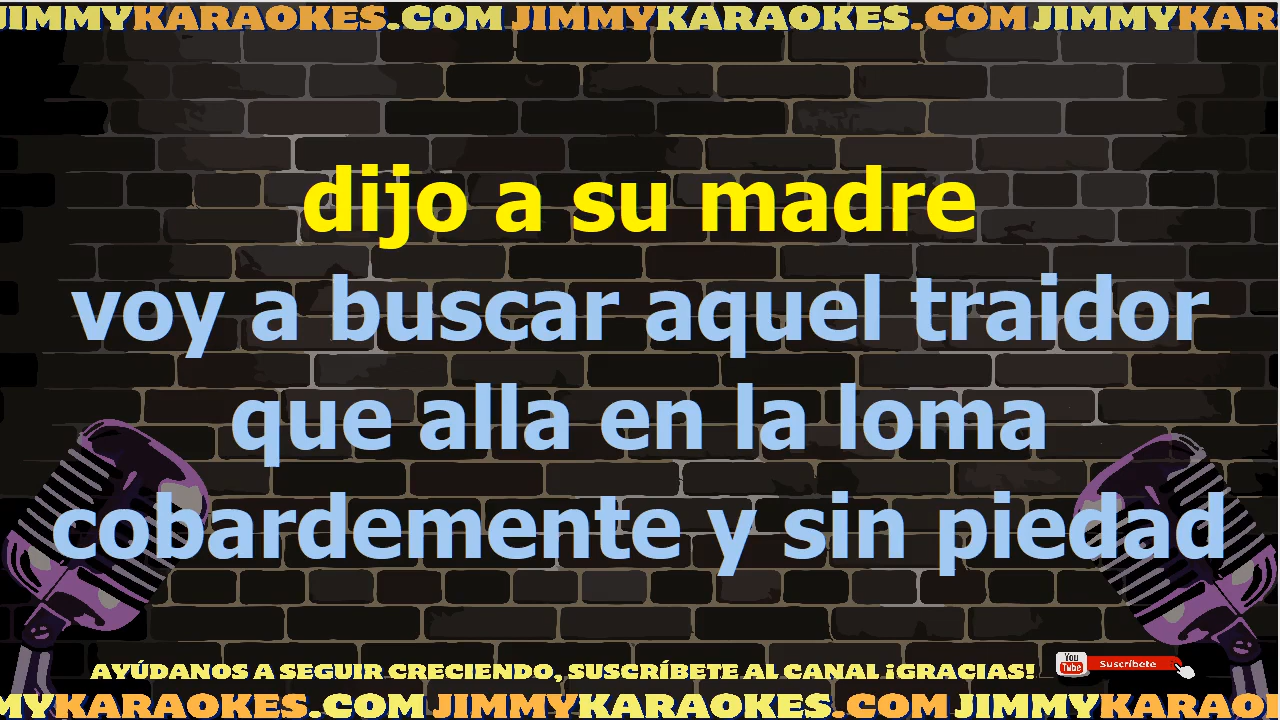 JIMMYKARAOKES.COM JIMMYKARAOKES.COM JIMMYKAR
dijo a su madre
voy a buscar aquel traidor
que alla en la loma
cobardemente y sin piedad
AYÚDANOS A SEGUIR CRECIENDO, SUSCRÍBETE AL CANAL ¡GRACIAS!
You Tube Suscríbete
MYKARAOKES.COM JIMMYKARAOKES.COM JIMMYKARAOI